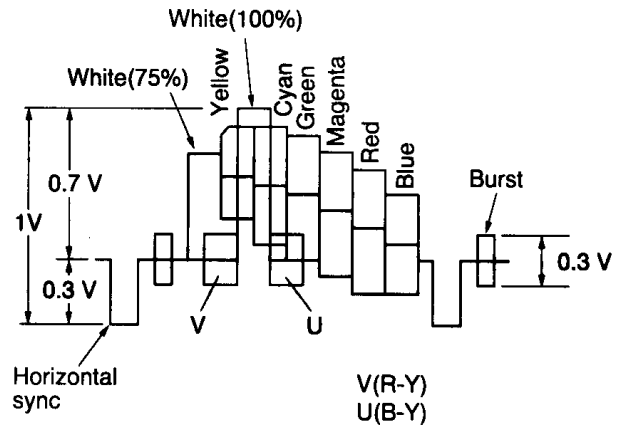 White(100%)
White(75%)
Yellow
Cyan
Green
Magenta
Red
Blue
Burst
0.7 V
1V
0.3 V
0.3 V
V
U
Horizontal
sync
V(R-Y)
U(B-Y)